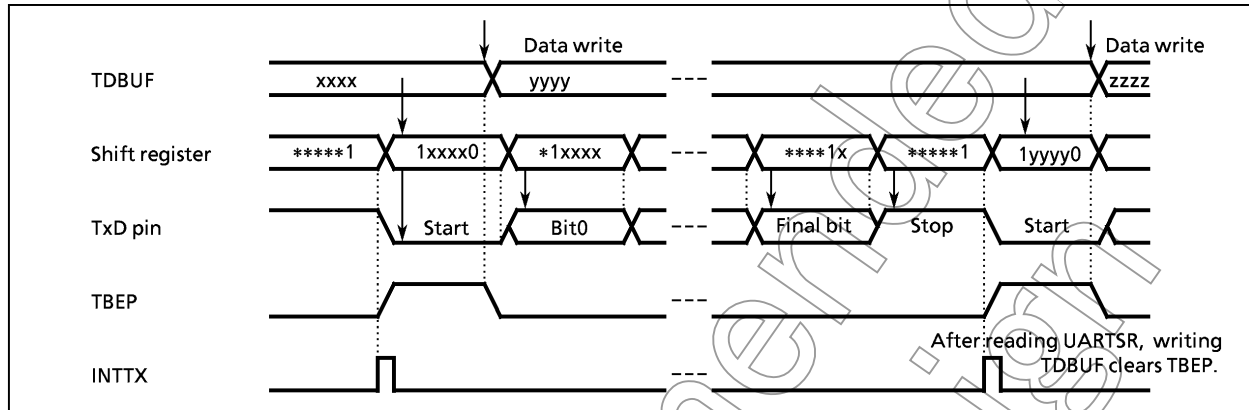 Data write Data write
TDBUF xxxx yyyy zzzz
Shift register *****1 1xxxx0 *1xxxx ****1x *****1 1yyyy0
TxD pin Start Bit0 Final bit Stop Start
TBEP
After reading UARTSR, writing
TDBUF clears TBEP.
INTTX